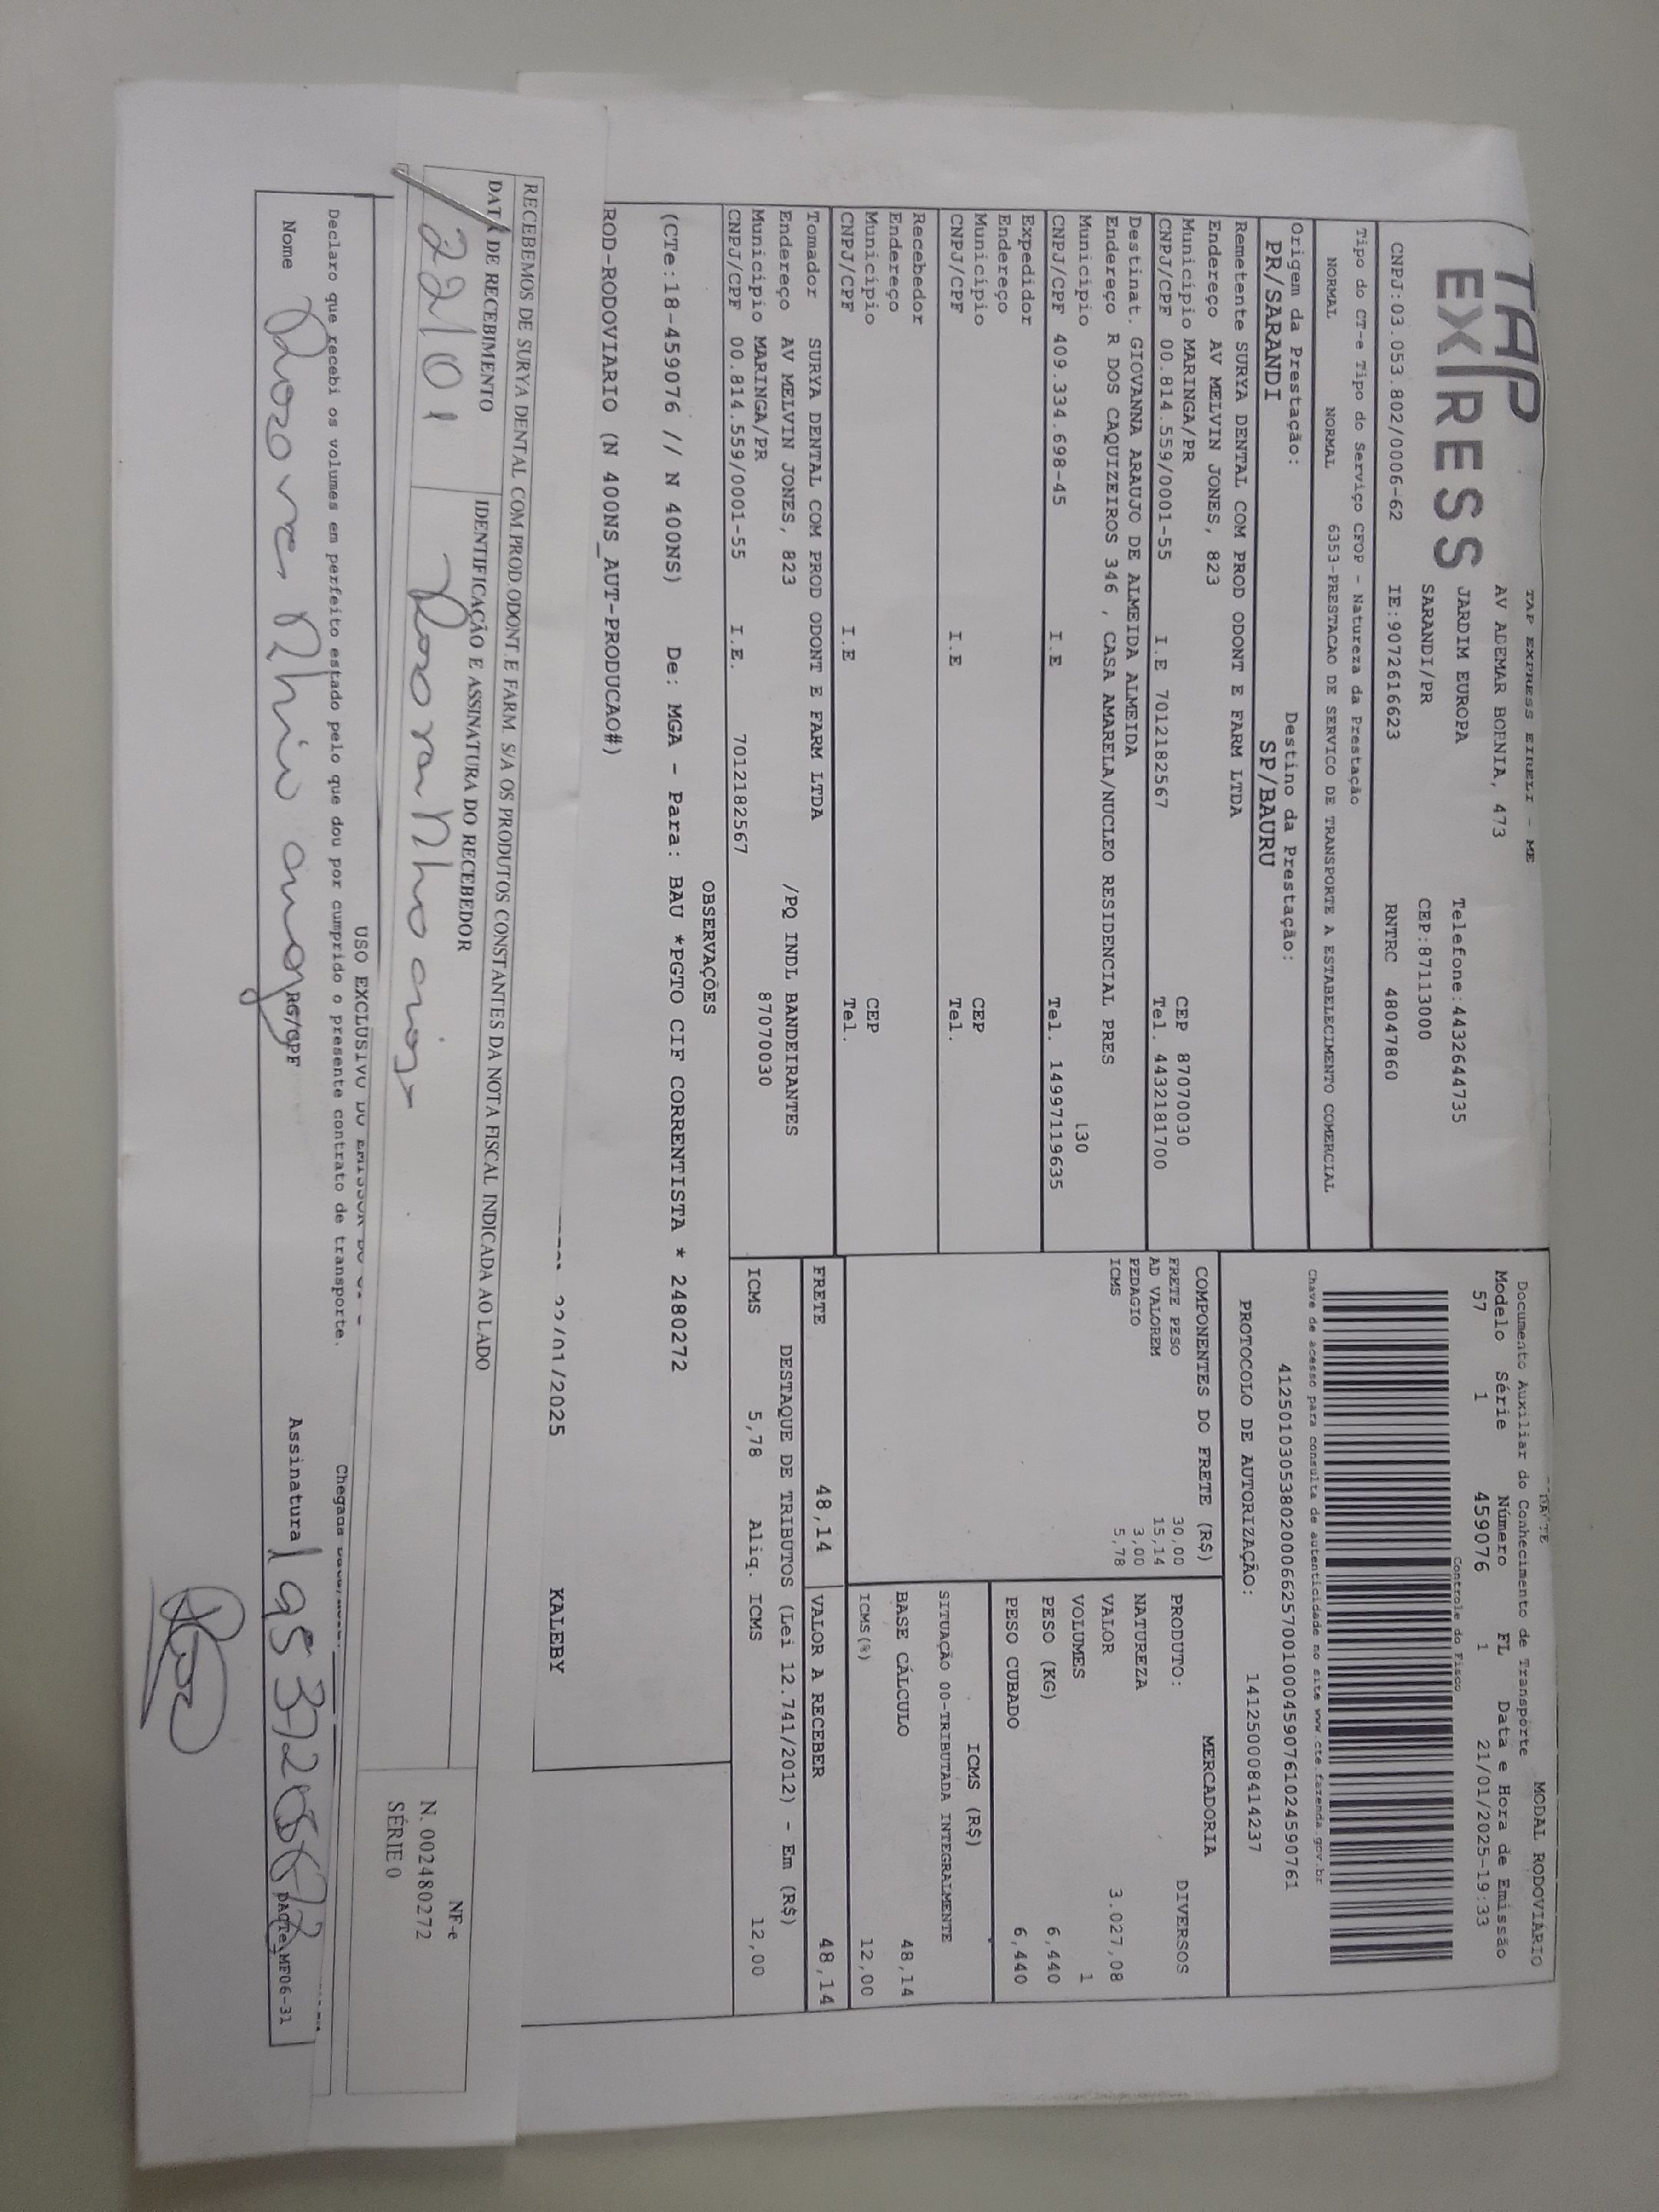 TAP
EXPRESS
TAP EXPRESS EIRELI - ME
AV ADEMAR BORNIA, 473
JARDIM EUROPA Telefone:4432644735
SARANDI/PR CEP:87113000
CNPJ:03.053.802/0006-62 IE:9072616623 RNTRC 48047860
Tipo do CT-e Tipo do Serviço CFOP - Natureza da Prestação
NORMAL NORMAL 6353-PRESTACAO DE SERVICO DE TRANSPORTE A ESTABELECIMENTO COMERCIAL
Origem da Prestação: Destino da Prestação:
PR/SARANDI SP/BAURU
Remetente SURYA DENTAL COM PROD ODONT E FARM LTDA
Endereço AV MELVIN JONES, 823
Município MARINGA/PR CEP 87070030
CNPJ/CPF 00.814.559/0001-55 I.E 7012182567 Tel. 4432181700
Destinat. GIOVANNA ARAUJO DE ALMEIDA ALMEIDA
Endereço R DOS CAQUIZEIROS 346 , CASA AMARELA/NUCLEO RESIDENCIAL PRES
Município 130
CNPJ/CPF 409.334.698-45 I.E Tel. 14997119635
Expedidor
Endereço
Município CEP
CNPJ/CPF I.E Tel.
Recebedor
Endereço
Município CEP
CNPJ/CPF I.E Tel.
Tomador SURYA DENTAL COM PROD ODONT E FARM LTDA
Endereço AV MELVIN JONES, 823 /PQ INDL BANDEIRANTES
Município MARINGA/PR 87070030
CNPJ/CPF 00.814.559/0001-55 I.E. 7012182567
DACTE MODAL RODOVIÁRIO
Documento Auxiliar do Conhecimento de Transporte
Modelo Série Número FL Data e Hora de Emissão
57 1 459076 1 21/01/2025-19:33
Controle do Fisco
Chave de acesso para consulta de autenticidade no site www.cte.fazenda.gov.br
41250103053802000662570010004590761024590761
PROTOCOLO DE AUTORIZAÇÃO: 141250008414237
COMPONENTES DO FRETE (R$)
FRETE PESO 30,00
AD VALOREM 15,14
PEDAGIO 3,00
ICMS 5,78
MERCADORIA
PRODUTO: DIVERSOS
NATUREZA
VALOR 3.027,08
VOLUMES 1
PESO (KG) 6,440
PESO CUBADO 6,440
ICMS (R$)
SITUAÇÃO 00-TRIBUTADA INTEGRALMENTE
BASE CÁLCULO 48,14
ICMS(%) 12,00
FRETE 48,14 VALOR A RECEBER 48,14
DESTAQUE DE TRIBUTOS (Lei 12.741/2012) - Em (R$)
ICMS 5,78 Aliq. ICMS 12,00
OBSERVAÇÕES
(CTe:18-459076 // N 400NS) De: MGA - Para: BAU *PGTO CIF CORRENTISTA * 2480272
ROD-RODOVIARIO (N 400NS_AUT-PRODUCAO#)
22/01/2025 KALEBY
RECEBEMOS DE SURYA DENTAL COM.PROD.ODONT.E FARM. S/A OS PRODUTOS CONSTANTES DA NOTA FISCAL INDICADA AO LADO
DATA DE RECEBIMENTO IDENTIFICAÇÃO E ASSINATURA DO RECEBEDOR
22/01
NF-e
N. 002480272
SÉRIE 0
USO EXCLUSIVO DO EMISSOR DO CT-
Declaro que recebi os volumes em perfeito estado pelo que dou por cumprido o presente contrato de transporte. Chegada
Nome RG/CPF Assinatura
DACTe_MF06-31